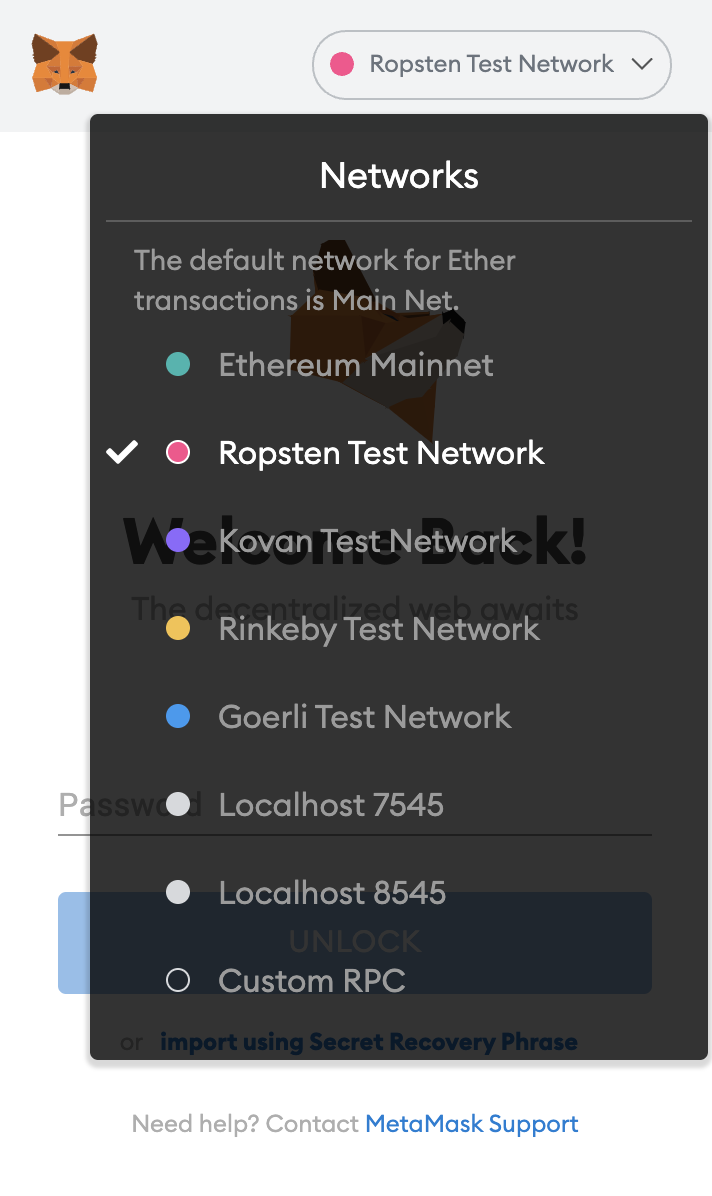 Ropsten Test Network
Networks
The default network for Ether
transactions is Main Net.
Ethereum Mainnet
Ropsten Test Network
Welcome Back!
Kovan Test Network
The decentralized web awaits
Rinkeby Test Network
Goerli Test Network
Password
Localhost 7545
Localhost 8545
UNLOCK
Custom RPC
or import using Secret Recovery Phrase
Need help? Contact MetaMask Support